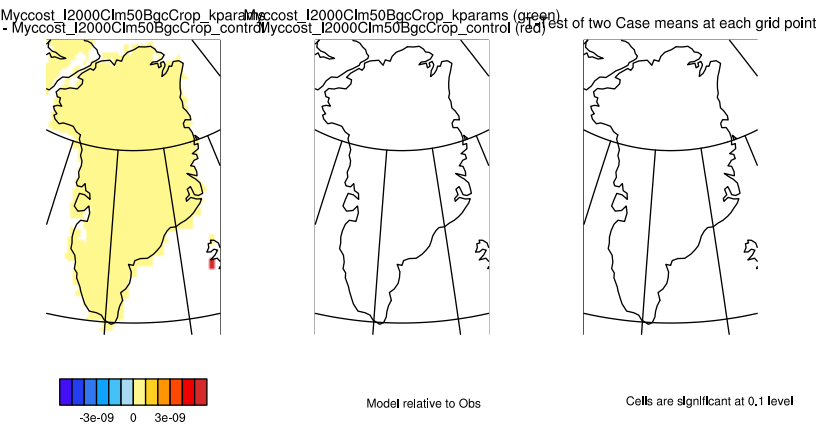 Myccost_I2000Clm50BgcCrop_kparams
- Myccost_I2000Clm50BgcCrop_control
Myccost_I2000Clm50BgcCrop_kparams (green)
Myccost_I2000Clm50BgcCrop_control (red)
T-Test of two Case means at each grid point
-3e-09 0 3e-09
Model relative to Obs
Cells are significant at 0.1 level